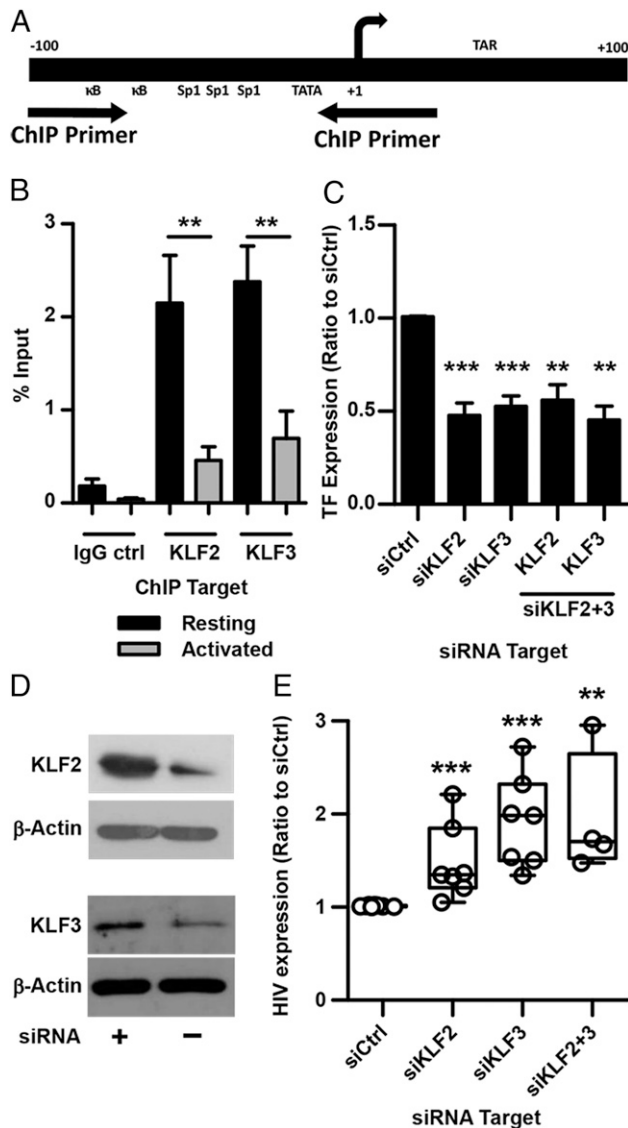 A
-100 TAR +100
κB κB Sp1 Sp1 Sp1 TATA +1
ChIP Primer ChIP Primer
B
% Input
3
2
1
0
** **
IgG ctrl KLF2 KLF3
ChIP Target
Resting
Activated
C
TF Expression (Ratio to siCtrl)
1.5
1.0
0.5
0.0
*** *** ** **
siCtrl siKLF2 siKLF3 KLF2 KLF3
siKLF2+3
siRNA Target
D
KLF2
β-Actin
KLF3
β-Actin
siRNA + −
E
HIV expression (Ratio to siCtrl)
3
2
1
0
*** *** **
siCtrl siKLF2 siKLF3 siKLF2+3
siRNA Target